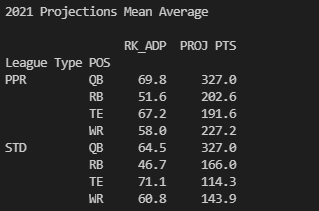 2021 Projections Mean Average
RK_ADP PROJ PTS
League Type POS
PPR QB 69.8 327.0
RB 51.6 202.6
TE 67.2 191.6
WR 58.0 227.2
STD QB 64.5 327.0
RB 46.7 166.0
TE 71.1 114.3
WR 60.8 143.9